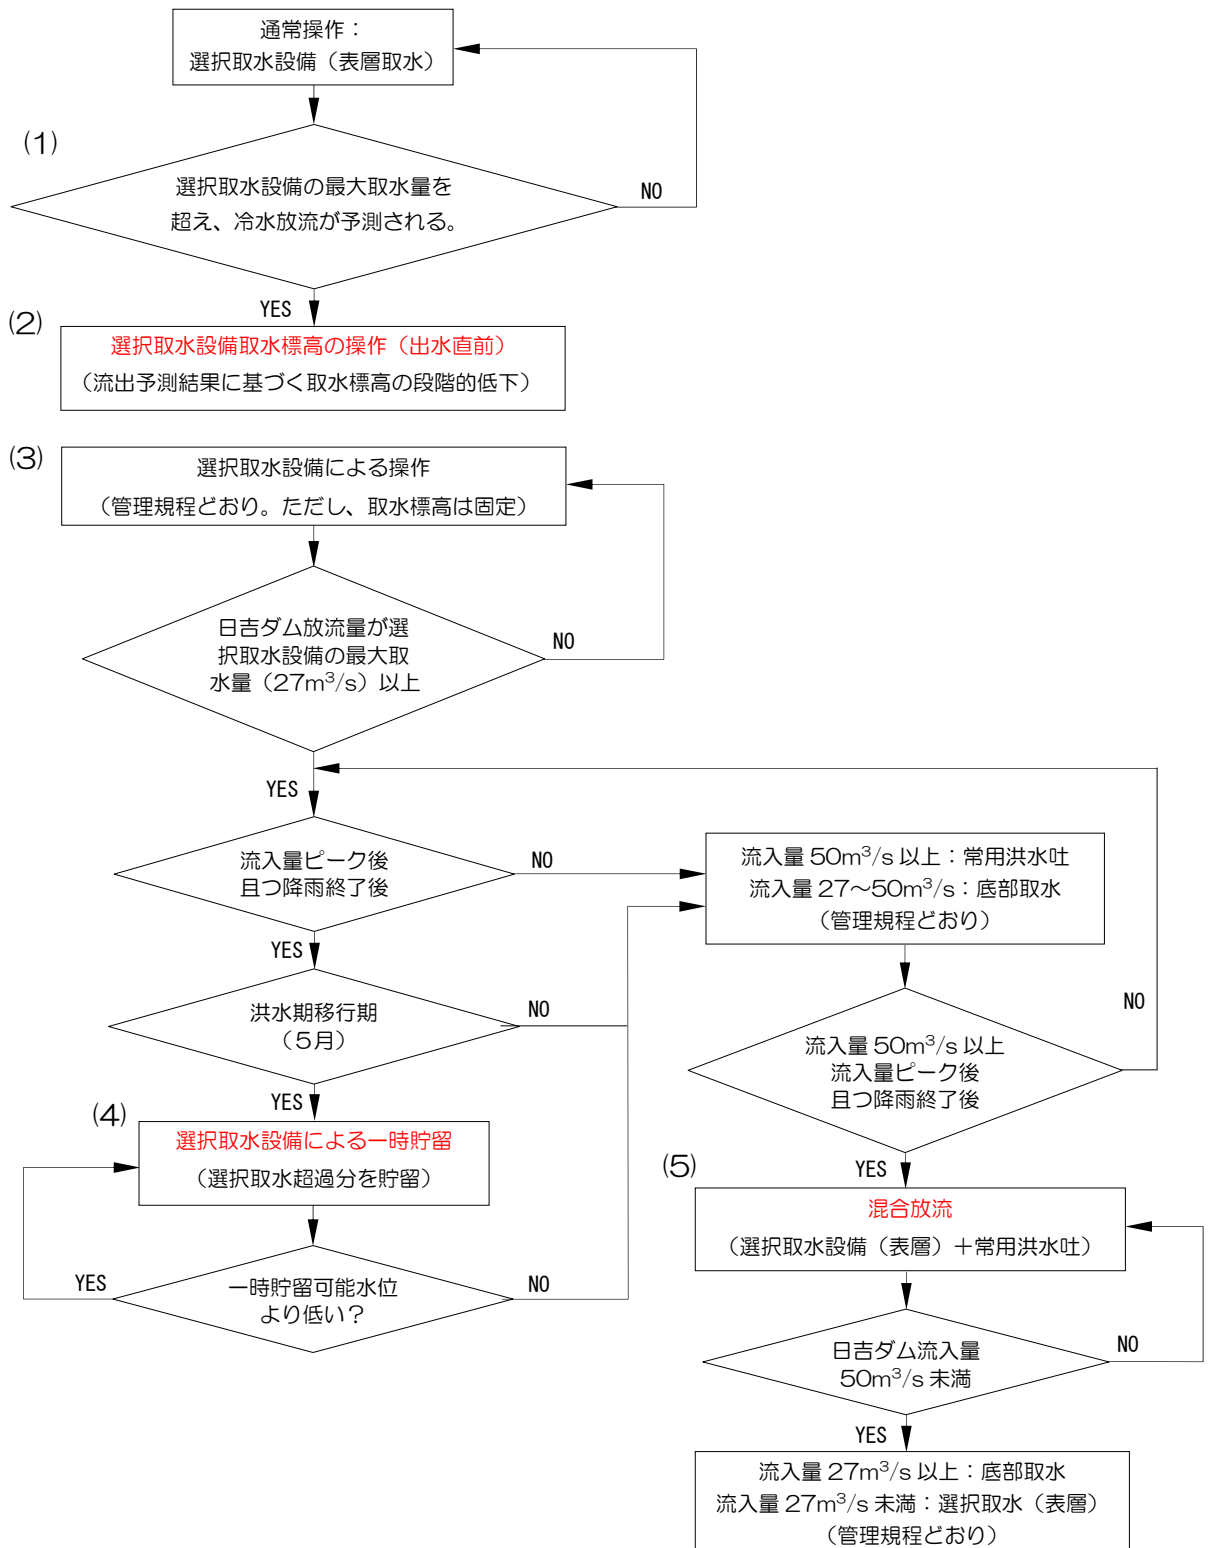 通常操作：
選択取水設備（表層取水）
(1)
選択取水設備の最大取水量を
超え、冷水放流が予測される。
NO
YES
(2)
選択取水設備取水標高の操作（出水直前）
（流出予測結果に基づく取水標高の段階的低下）
(3)
選択取水設備による操作
（管理規程どおり。ただし、取水標高は固定）
日吉ダム放流量が選
択取水設備の最大取
水量（27m³/s）以上
NO
YES
流入量ピーク後
且つ降雨終了後
NO
YES
洪水期移行期
（5月）
NO
YES
(4)
選択取水設備による一時貯留
（選択取水超過分を貯留）
一時貯留可能水位
より低い？
YES
NO
流入量 50m³/s 以上：常用洪水吐
流入量 27～50m³/s：底部取水
（管理規程どおり）
流入量 50m³/s 以上
流入量ピーク後
且つ降雨終了後
NO
YES
(5)
混合放流
（選択取水設備（表層）＋常用洪水吐）
日吉ダム流入量
50m³/s 未満
NO
YES
流入量 27m³/s 以上：底部取水
流入量 27m³/s 未満：選択取水（表層）
（管理規程どおり）